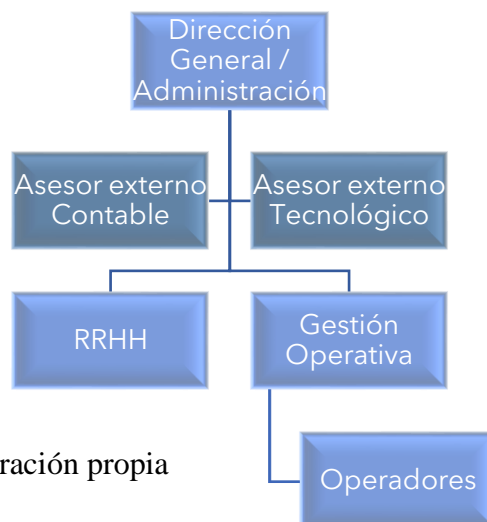 Dirección
General /
Administración
Asesor externo
Contable
Asesor externo
Tecnológico
RRHH
Gestión
Operativa
ración propia
Operadores